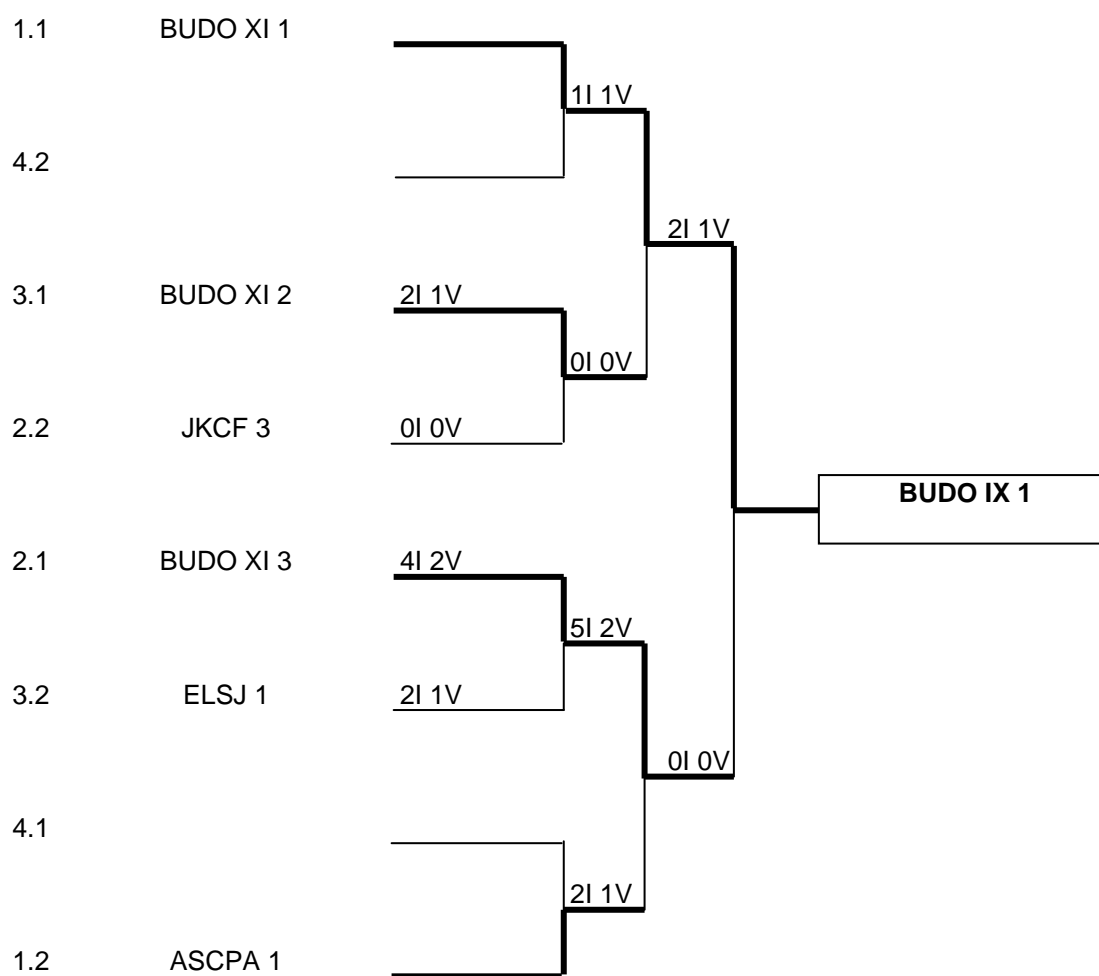 1.1 BUDO XI 1
1I 1V
4.2
2I 1V
3.1 BUDO XI 2 2I 1V
0I 0V
2.2 JKCF 3 0I 0V
BUDO IX 1
2.1 BUDO XI 3 4I 2V
5I 2V
3.2 ELSJ 1 2I 1V
0I 0V
4.1
2I 1V
1.2 ASCPA 1